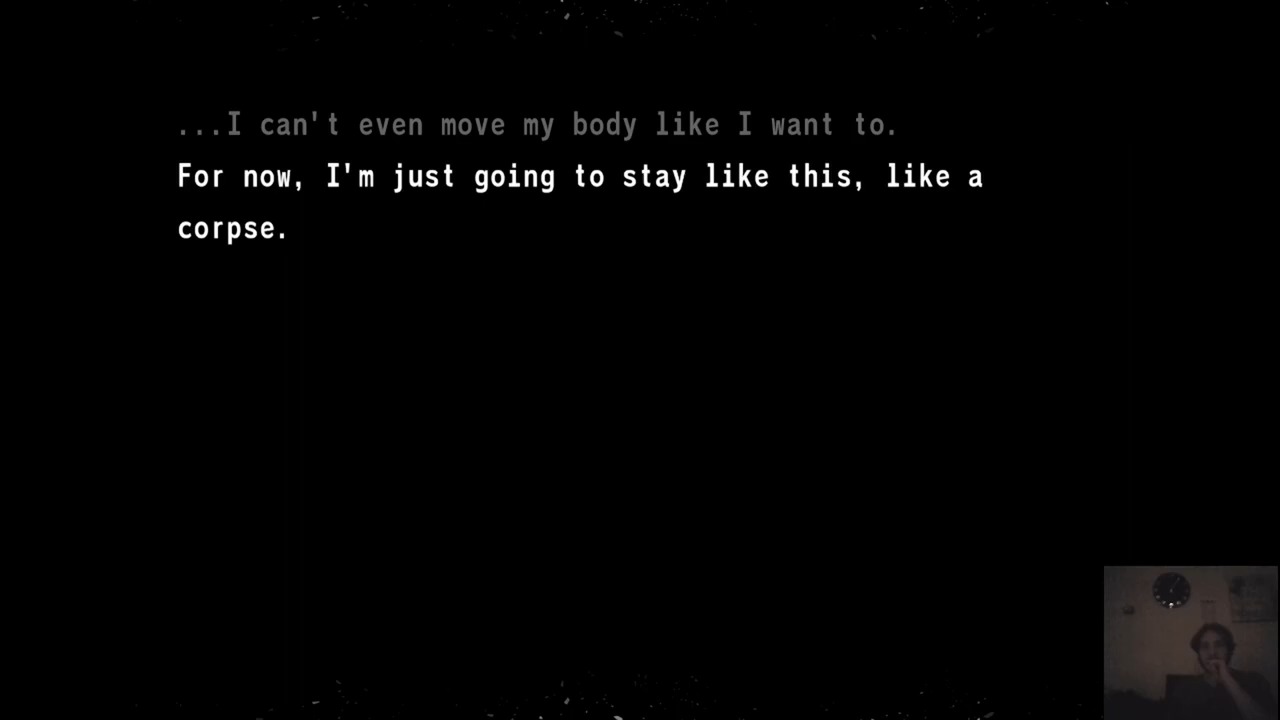 ...I can't even move my body like I want to.
For now, I'm just going to stay like this, like a
corpse.